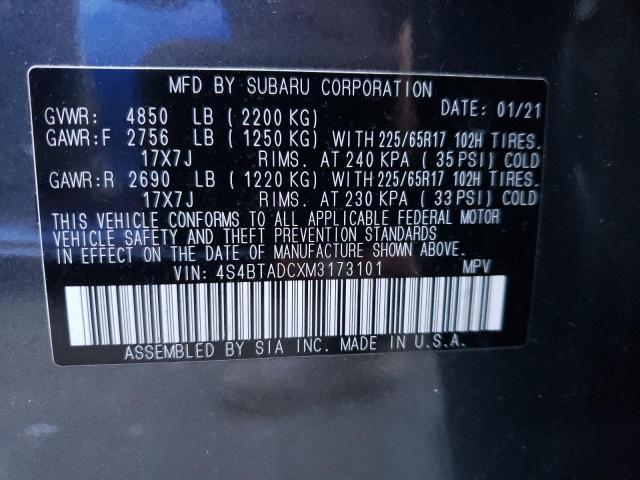 MFD BY SUBARU CORPORATION
GVWR: 4850 LB ( 2200 KG) DATE: 01/21
GAWR:F 2756 LB ( 1250 KG) WITH 225/65R17 102H TIRES.
17X7J RIMS. AT 240 KPA ( 35 PSI) COLD
GAWR:R 2690 LB ( 1220 KG) WITH 225/65R17 102H TIRES.
17X7J RIMS. AT 230 KPA ( 33 PSI) COLD
THIS VEHICLE CONFORMS TO ALL APPLICABLE FEDERAL MOTOR
VEHICLE SAFETY AND THEFT PREVENTION STANDARDS
IN EFFECT ON THE DATE OF MANUFACTURE SHOWN ABOVE.
VIN: 4S4BTADCXM3173101 MPV
ASSEMBLED BY SIA INC. MADE IN U.S.A.